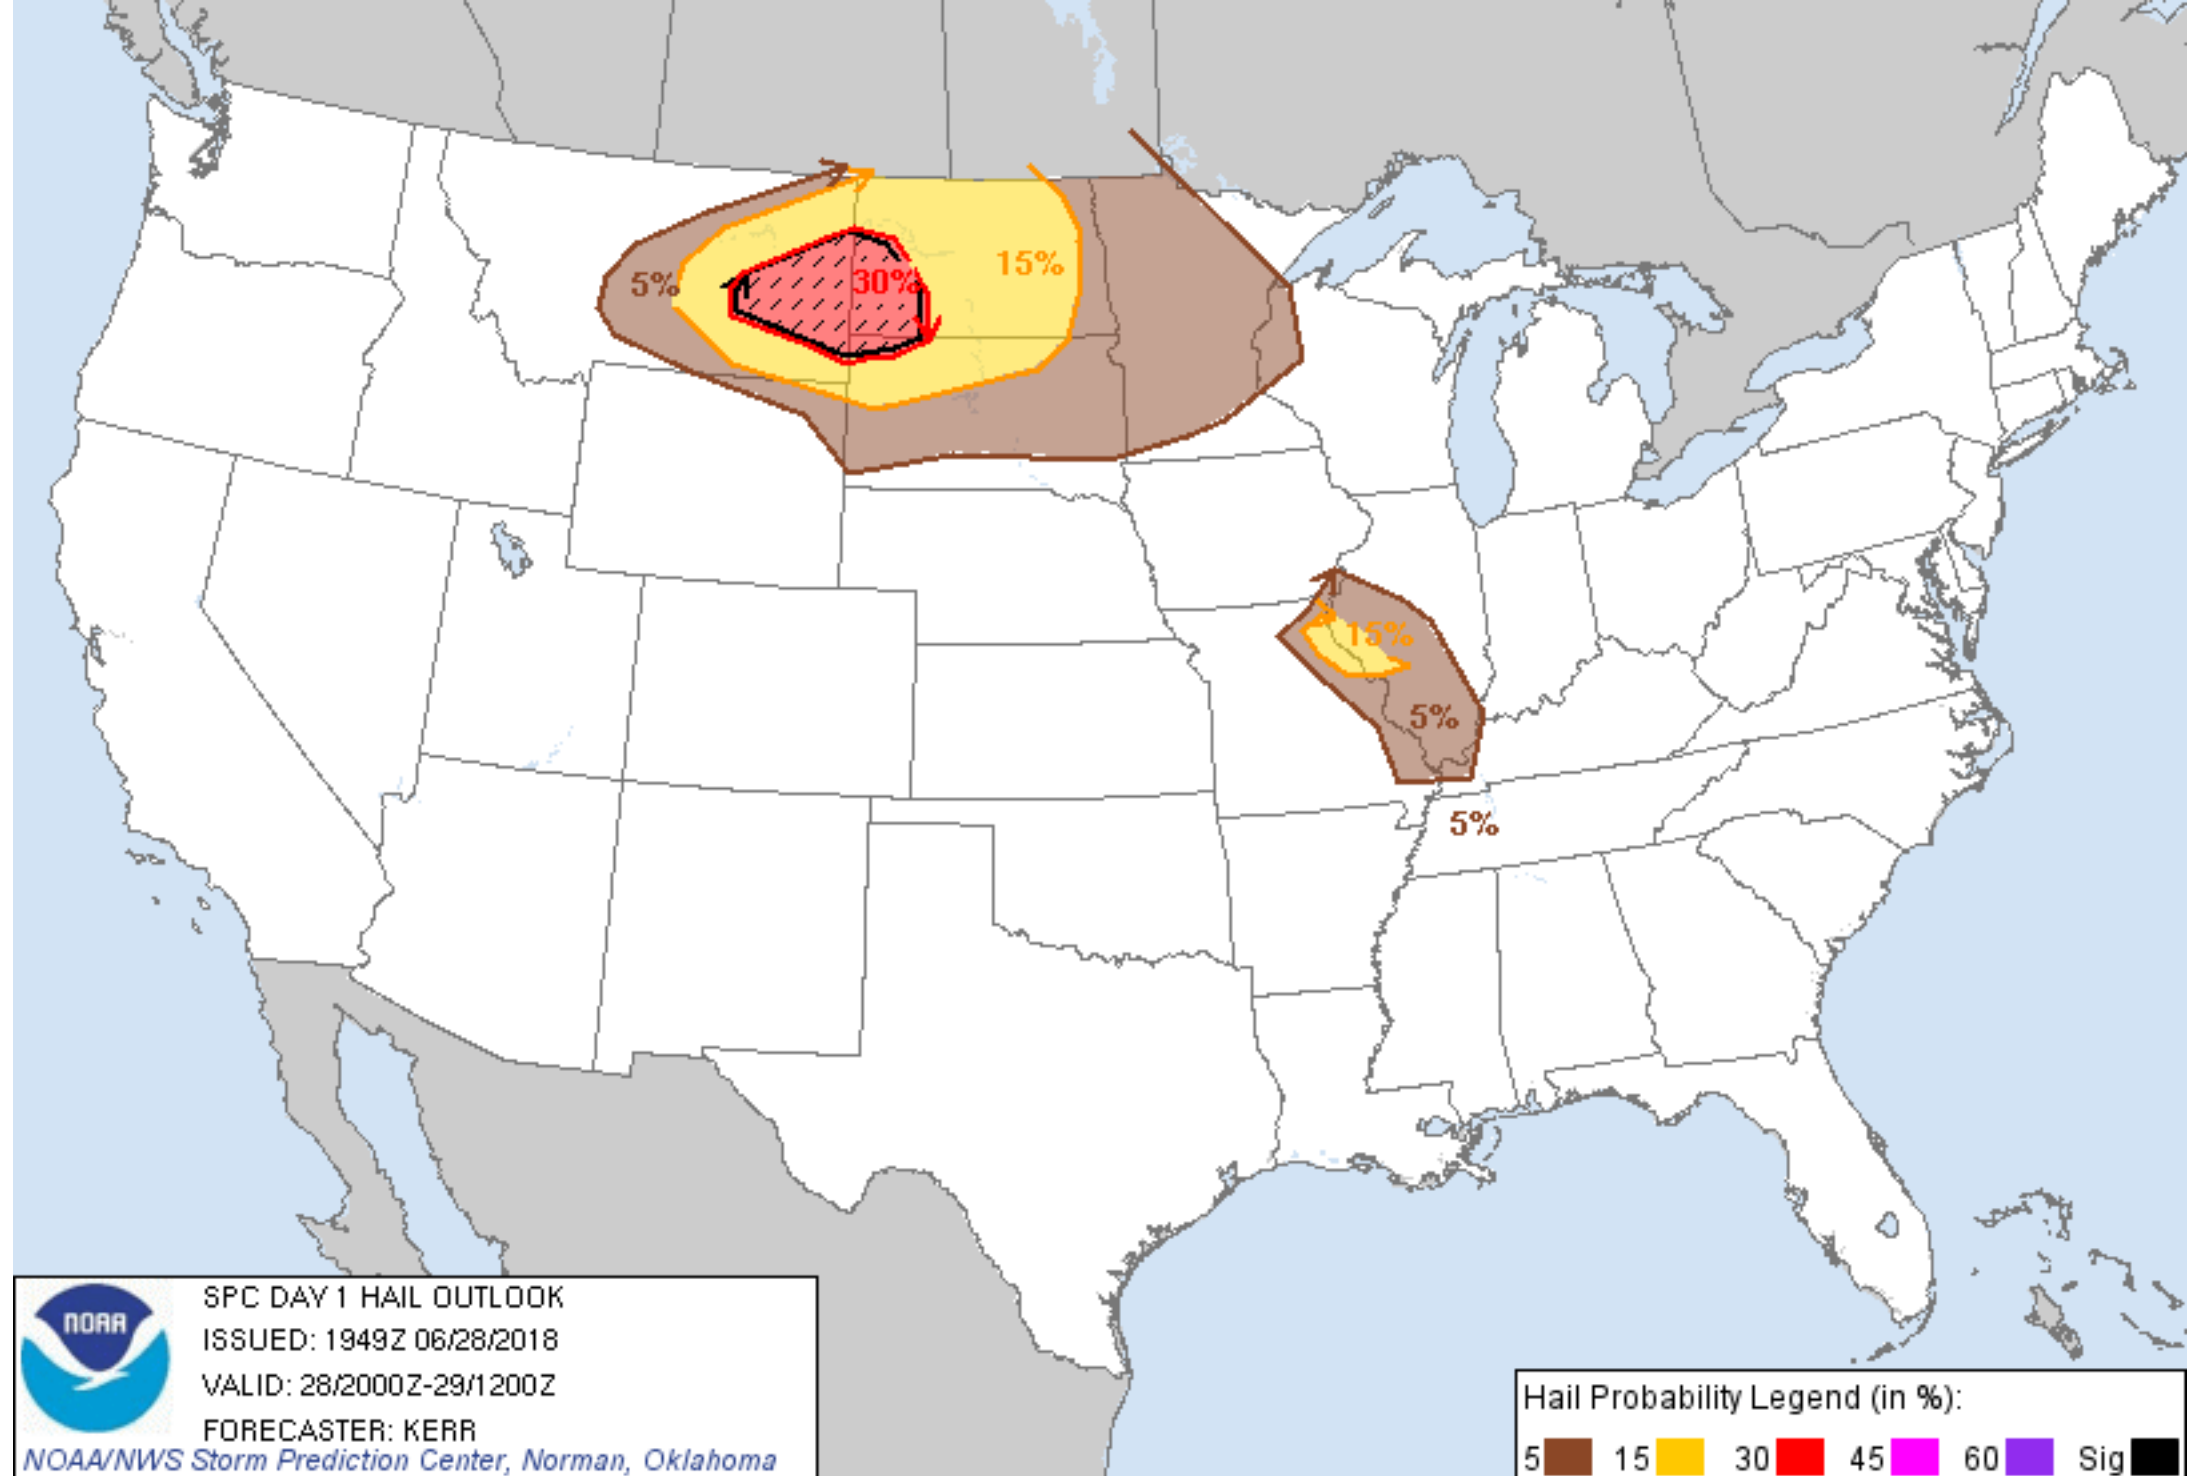 15%
5%
30%
15%
5%
5%
NOAA
SPC DAY 1 HAIL OUTLOOK
ISSUED: 1949Z 06/28/2018
VALID: 28/2000Z-29/1200Z
FORECASTER: KERR
NOAA/NWS Storm Prediction Center, Norman, Oklahoma
Hail Probability Legend (in %):
5 15 30 45 60 Sig